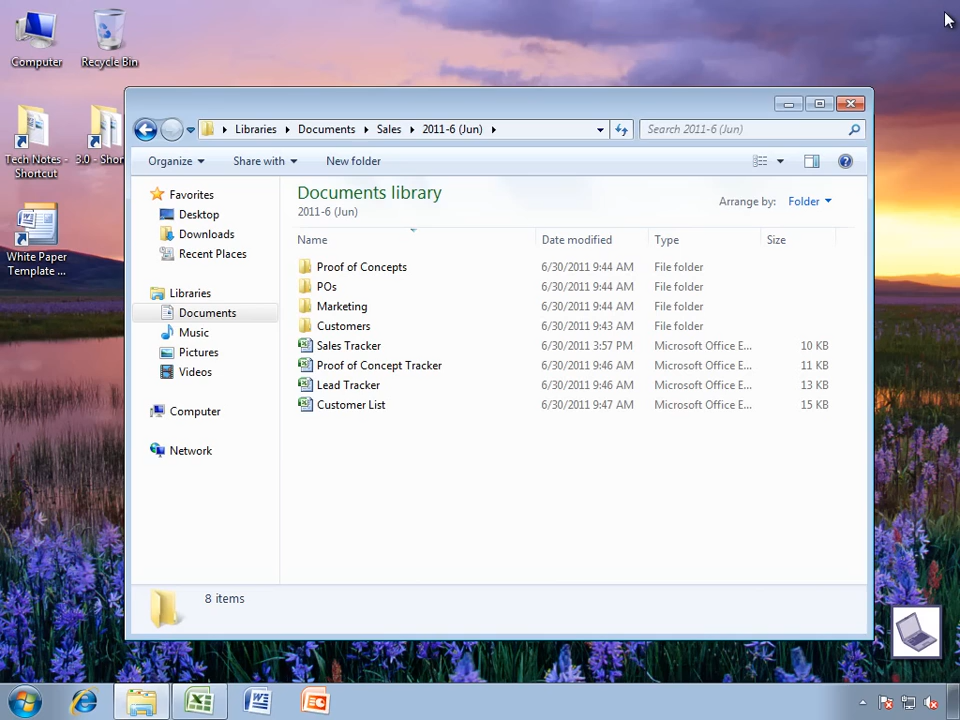 Computer
Recycle Bin
Tech Notes - Shortcut
3.0 - Shor
White Paper Template ...
Libraries
Documents
Sales
2011-6 (Jun)
Search 2011-6 (Jun)
Organize
Share with
New folder
Favorites
Desktop
Downloads
Recent Places
Libraries
Documents
Music
Pictures
Videos
Computer
Network
Documents library
2011-6 (Jun)
Arrange by: Folder
Name Date modified Type Size
Proof of Concepts 6/30/2011 9:44 AM File folder
POs 6/30/2011 9:44 AM File folder
Marketing 6/30/2011 9:44 AM File folder
Customers 6/30/2011 9:43 AM File folder
Sales Tracker 6/30/2011 3:57 PM Microsoft Office E... 10 KB
Proof of Concept Tracker 6/30/2011 9:46 AM Microsoft Office E... 11 KB
Lead Tracker 6/30/2011 9:46 AM Microsoft Office E... 13 KB
Customer List 6/30/2011 9:47 AM Microsoft Office E... 15 KB
8 items